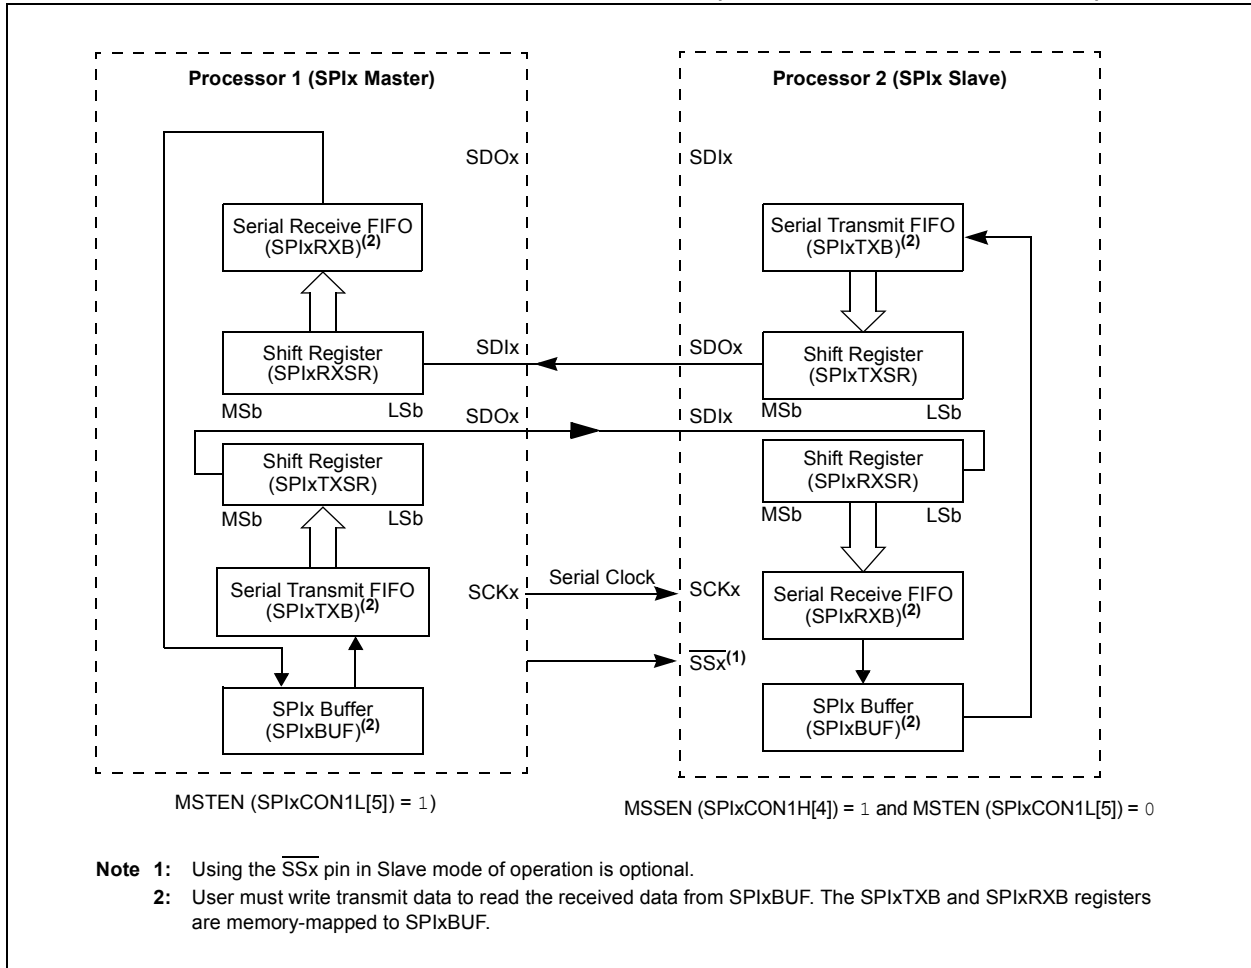 Processor 1 (SPIx Master)
Processor 2 (SPIx Slave)
SDOx
SDIx
Serial Receive FIFO
(SPIxRXB)(2)
Serial Transmit FIFO
(SPIxTXB)(2)
Shift Register
(SPIxRXSR)
SDIx
SDOx
Shift Register
(SPIxTXSR)
MSb
LSb
MSb
LSb
SDOx
SDIx
Shift Register
(SPIxTXSR)
Shift Register
(SPIxRXSR)
MSb
LSb
MSb
LSb
Serial Transmit FIFO
(SPIxTXB)(2)
SCKx
Serial Clock
SCKx
Serial Receive FIFO
(SPIxRXB)(2)
SSx(1)
SPIx Buffer
(SPIxBUF)(2)
SPIx Buffer
(SPIxBUF)(2)
MSTEN (SPIxCON1L[5]) = 1)
MSSEN (SPIxCON1H[4]) = 1 and MSTEN (SPIxCON1L[5]) = 0
Note 1: Using the SSx pin in Slave mode of operation is optional.
2: User must write transmit data to read the received data from SPIxBUF. The SPIxTXB and SPIxRXB registers
are memory-mapped to SPIxBUF.